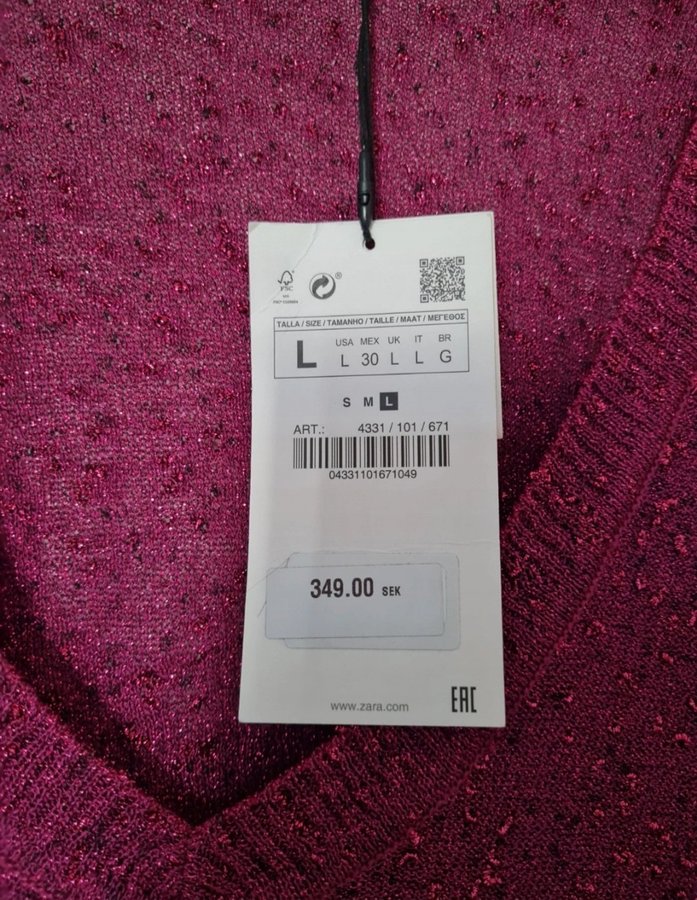 FSC
®
TALLA / SIZE / TAMANHO / TAILLE / MAAT / ΜΕΓΕΘΟΣ
L
USA MEX UK IT BR
L 30 L L G
S M L
ART.: 4331 / 101 / 671
04331101671049
349.00 SEK
www.zara.com
EAC